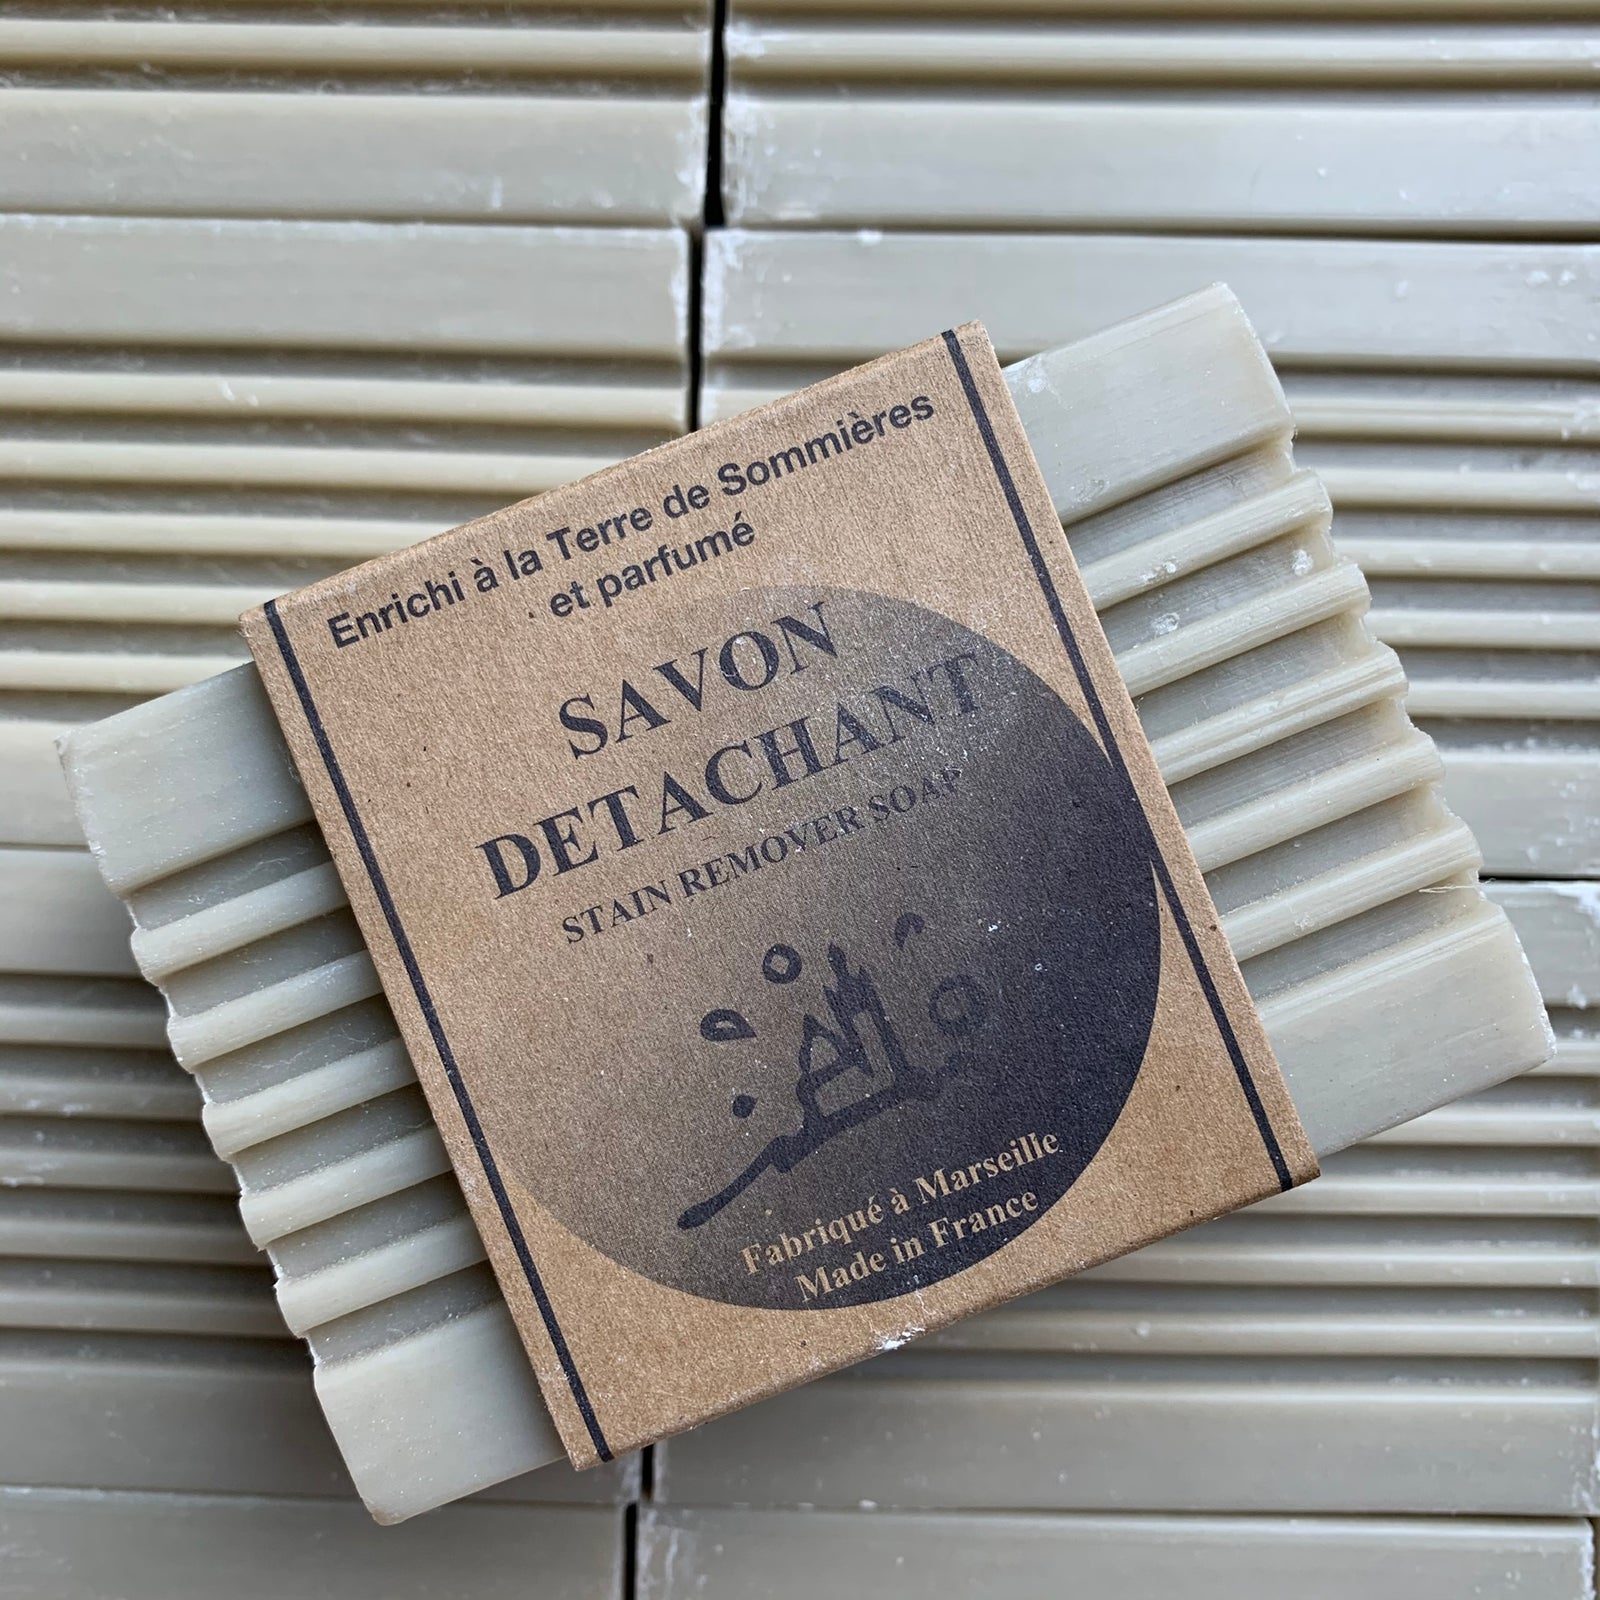 Enrichi à la Terre de Sommières
et parfumé
SAVON
DETACHANT
STAIN REMOVER SOAP
Fabriqué à Marseille
Made in France